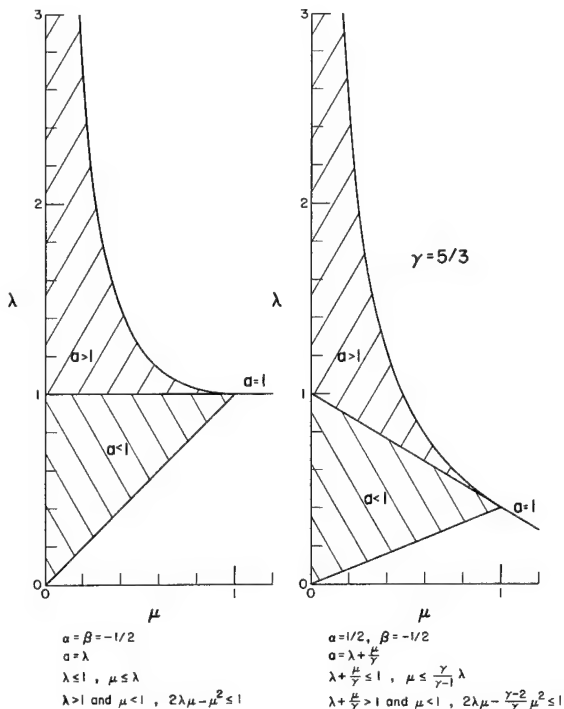 3
3
2
2
γ = 5/3
λ
λ
a>1
a=1
a>1
1
1
a<1
a<1
a=1
0
0
0
1
0
1
μ
μ
α = β = −1/2
a = λ
λ ≤ 1 , μ ≤ λ
λ > 1 and μ < 1 , 2λμ − μ² ≤ 1
α = 1/2, β = −1/2
a = λ + μ/γ
λ + μ/γ ≤ 1 , μ ≤ γ/(γ−1) λ
λ + μ/γ > 1 and μ < 1 , 2λμ − (γ−2)/γ μ² ≤ 1